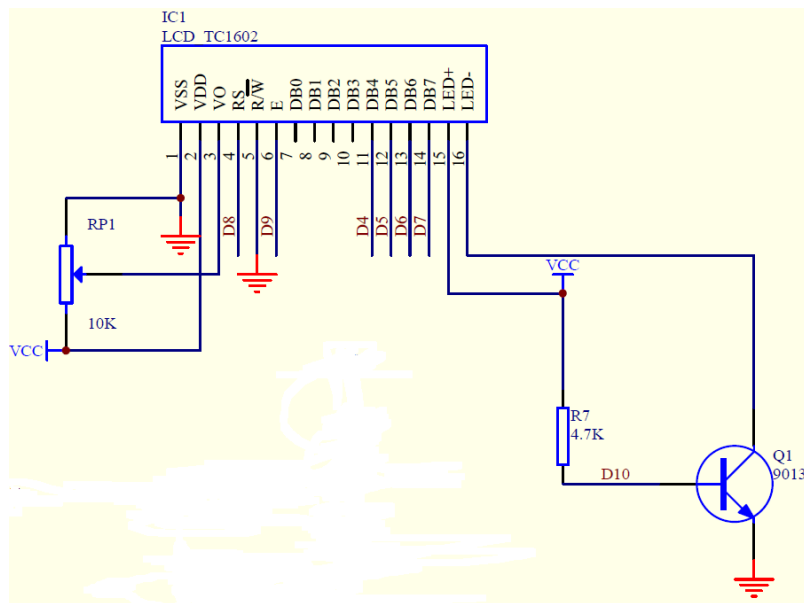 IC1
LCD TC1602
VSS
VDD
VO
RS
R/W
E
DB0
DB1
DB2
DB3
DB4
DB5
DB6
DB7
LED+
LED-
1
2
3
4
5
6
7
8
9
10
11
12
13
14
15
16
D8
D9
D4
D5
D6
D7
RP1
10K
VCC
VCC
R7
4.7K
D10
Q1
9013